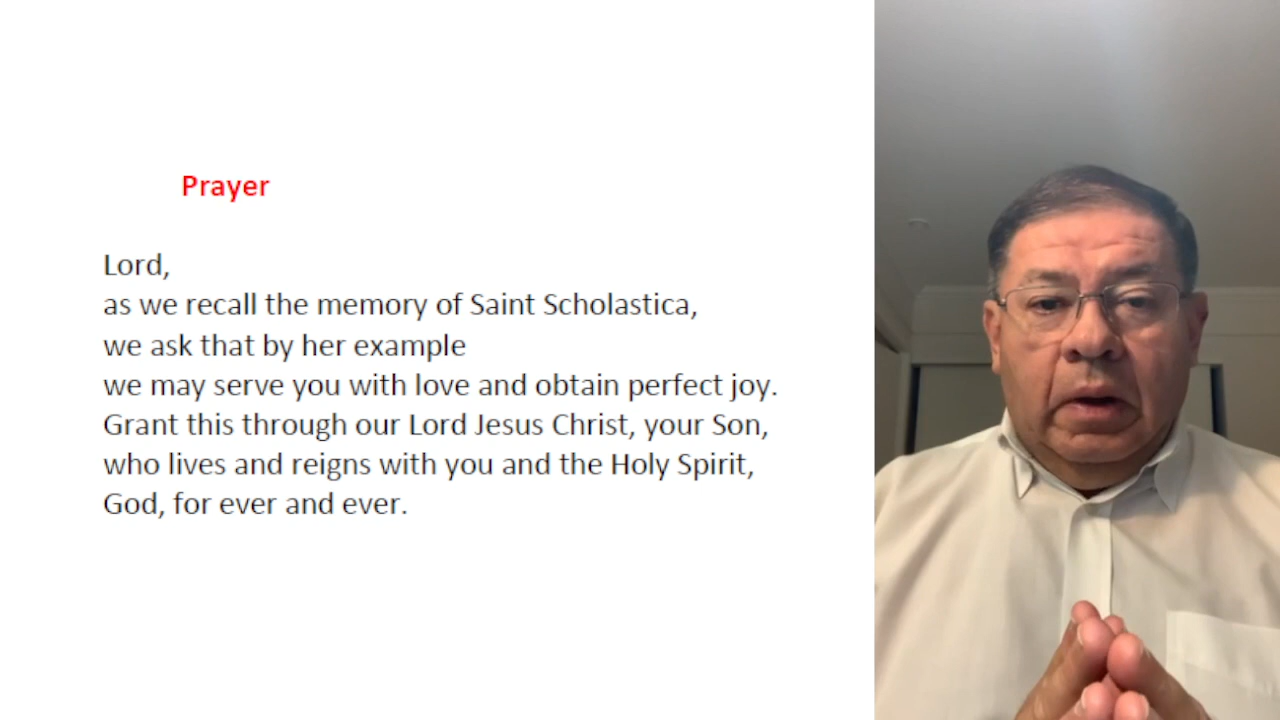 Prayer
Lord,
as we recall the memory of Saint Scholastica,
we ask that by her example
we may serve you with love and obtain perfect joy.
Grant this through our Lord Jesus Christ, your Son,
who lives and reigns with you and the Holy Spirit,
God, for ever and ever.